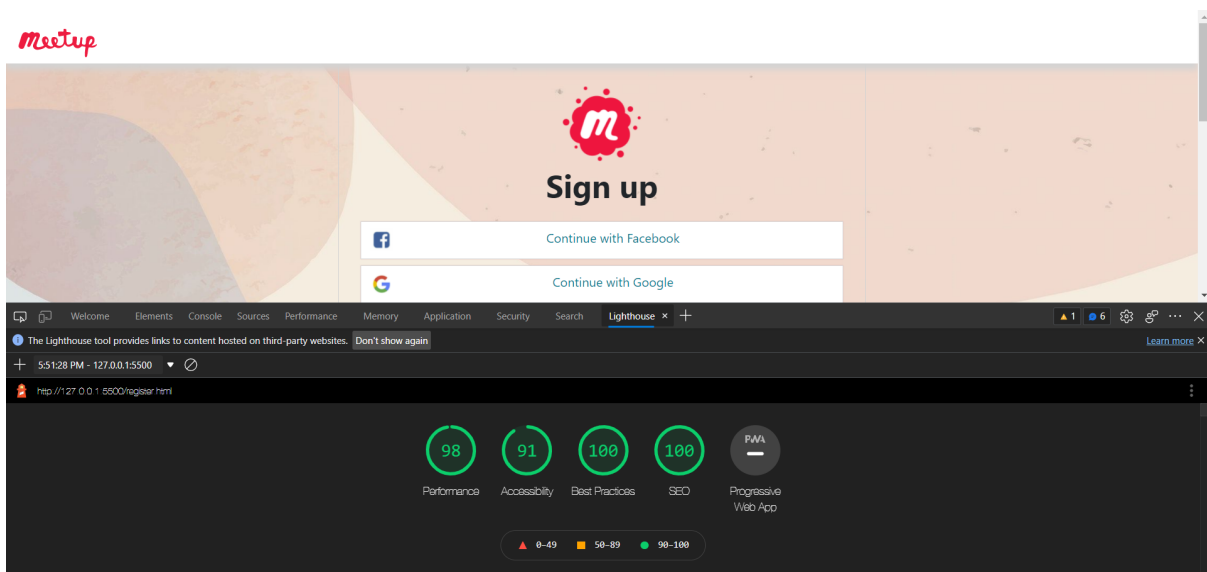 meetup
m
Sign up
Continue with Facebook
G Continue with Google
Welcome Elements Console Sources Performance Memory Application Security Search Lighthouse × + 1 6 ··· ×
The Lighthouse tool provides links to content hosted on third-party websites. Don't show again Learn more ×
+ 5:51:28 PM - 127.0.0.1:5500
http://127.0.0.1:5500/register.html
98 91 100 100 PWA
Performance Accessibility Best Practices SEO Progressive
Web App
0–49 50–89 90–100